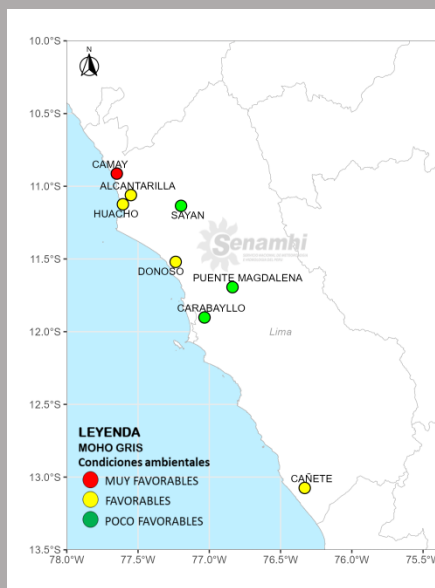 10.0°S
N
10.5°S
CAMAY
11.0°S
ALCANTARILLA
HUACHO
SAYAN
Senamhi
11.5°S
DONOSO
PUENTE MAGDALENA
CARABAYLLO
12.0°S
Lima
12.5°S
LEYENDA
MOHO GRIS
Condiciones ambientales
MUY FAVORABLES
FAVORABLES
POCO FAVORABLES
CAÑETE
13.0°S
13.5°S
78.0°W 77.5°W 77.0°W 76.5°W 76.0°W 75.5°W